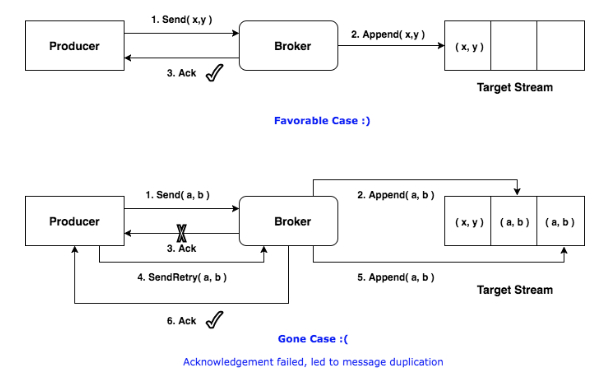 1. Send( x,y )
Producer
Broker
2. Append( x,y )
( x, y )
3. Ack
Target Stream
Favorable Case :)
1. Send( a, b )
2. Append( a, b )
Producer
Broker
( x, y )
( a, b )
( a, b )
3. Ack
4. SendRetry( a, b )
5. Append( a, b )
Target Stream
6. Ack
Gone Case :(
Acknowledgement failed, led to message duplication